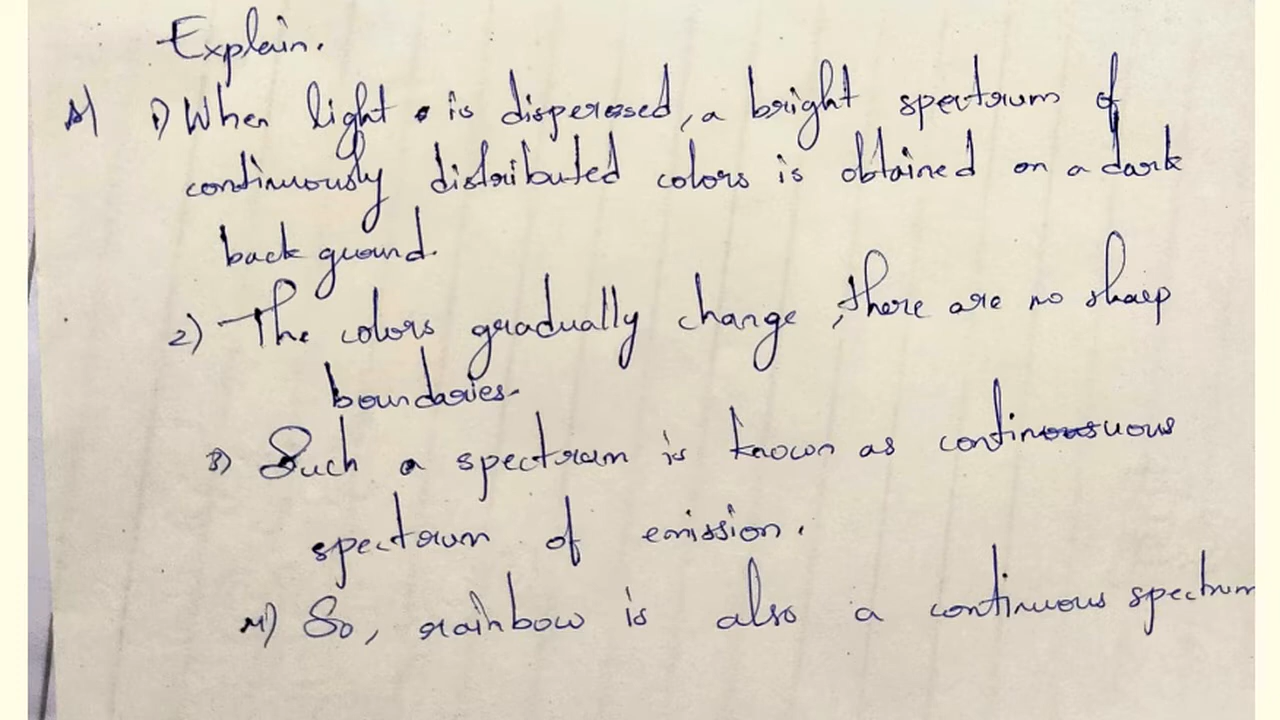 Explain.
A) 1) When light is dispersed, a bright spectrum of
continuously distributed colors is obtained on a dark
back ground.
2) The colors gradually change, there are no sharp
boundaries.
3) Such a spectrum is known as continuous
spectrum of emission.
4) So, rainbow is also a continuous spectrum